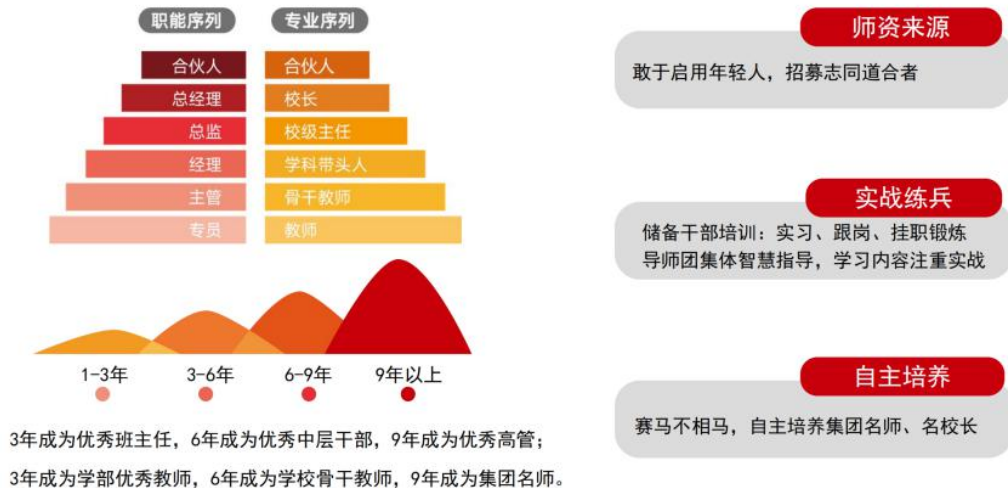 职能序列 专业序列
合伙人 合伙人
总经理 校长
总监 校级主任
经理 学科带头人
主管 骨干教师
专员 教师
1-3年 3-6年 6-9年 9年以上
3年成为优秀班主任，6年成为优秀中层干部，9年成为优秀高管；
3年成为学部优秀教师，6年成为学校骨干教师，9年成为集团名师。
师资来源
敢于启用年轻人，招募志同道合者
实战练兵
储备干部培训：实习、跟岗、挂职锻炼
导师团集体智慧指导，学习内容注重实战
自主培养
赛马不相马，自主培养集团名师、名校长